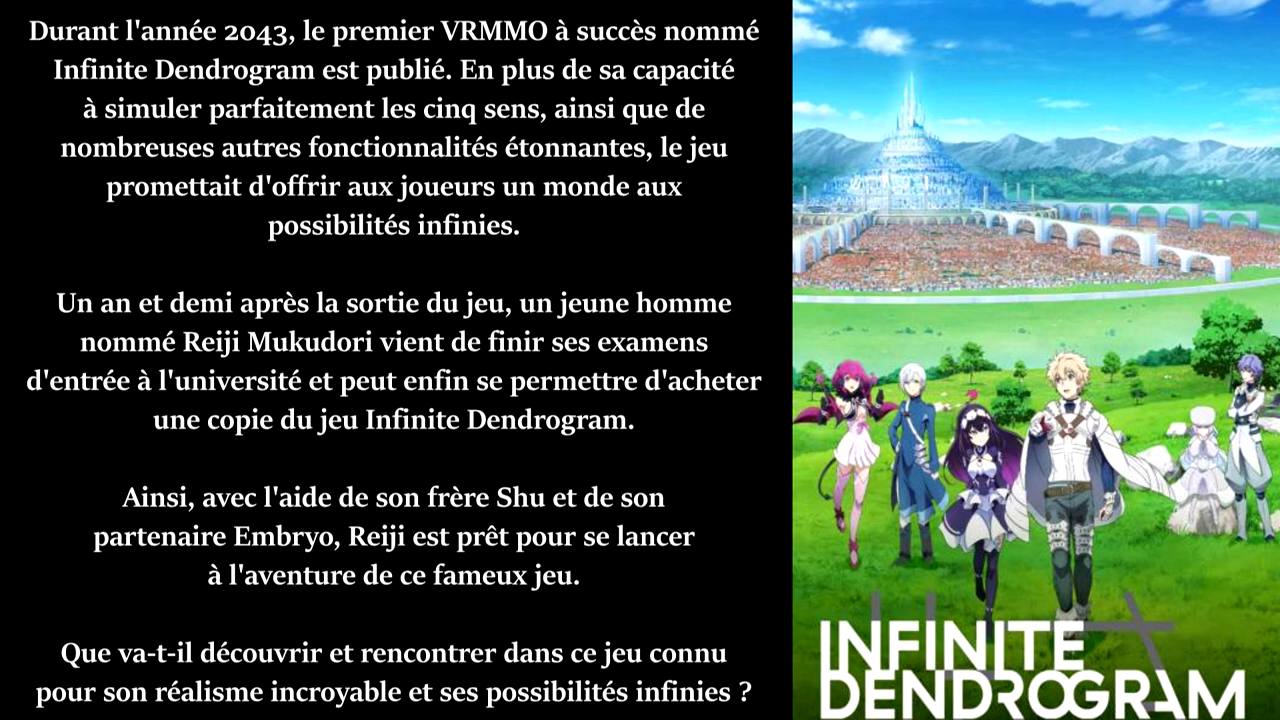 Durant l'année 2043, le premier VRMMO à succès nommé
Infinite Dendrogram est publié. En plus de sa capacité
à simuler parfaitement les cinq sens, ainsi que de
nombreuses autres fonctionnalités étonnantes, le jeu
promettait d'offrir aux joueurs un monde aux
possibilités infinies.
Un an et demi après la sortie du jeu, un jeune homme
nommé Reiji Mukudori vient de finir ses examens
d'entrée à l'université et peut enfin se permettre d'acheter
une copie du jeu Infinite Dendrogram.
Ainsi, avec l'aide de son frère Shu et de son
partenaire Embryo, Reiji est prêt pour se lancer
à l'aventure de ce fameux jeu.
Que va-t-il découvrir et rencontrer dans ce jeu connu
pour son réalisme incroyable et ses possibilités infinies ?
INFINITE
DENDROGRAM